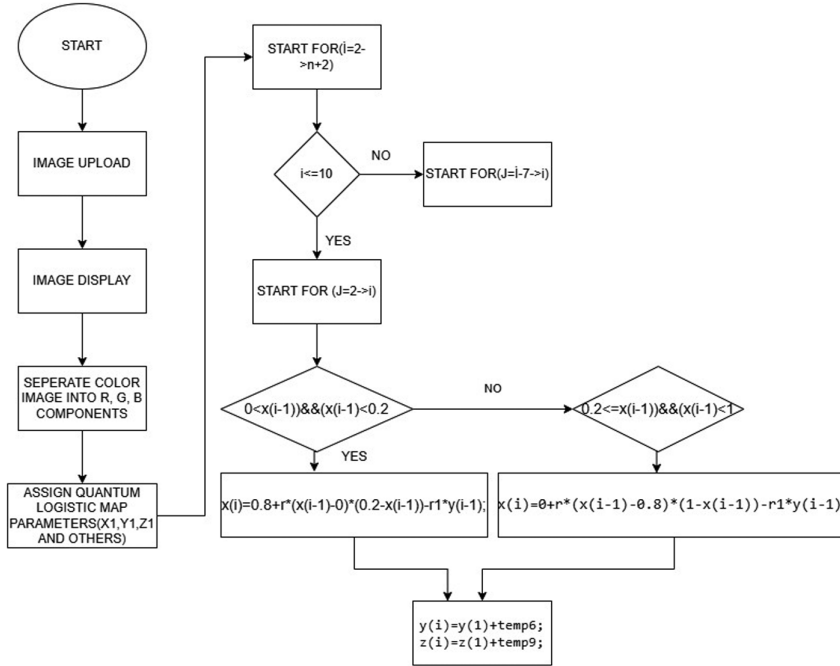 START
IMAGE UPLOAD
IMAGE DISPLAY
SEPERATE COLOR
IMAGE INTO R, G, B
COMPONENTS
ASSIGN QUANTUM
LOGISTIC MAP
PARAMETERS(X1,Y1,Z1
AND OTHERS)
START FOR(İ=2-
>n+2)
i<=10
NO
START FOR(J=İ-7->i)
YES
START FOR (J=2->i)
0<x(i-1))&&(x(i-1)<0.2
NO
0.2<=x(i-1))&&(x(i-1)<1
YES
x(i)=0.8+r*(x(i-1)-0)*(0.2-x(i-1))-r1*y(i-1);
x(i)=0+r*(x(i-1)-0.8)*(1-x(i-1))-r1*y(i-1)
y(i)=y(1)+temp6;
z(i)=z(1)+temp9;